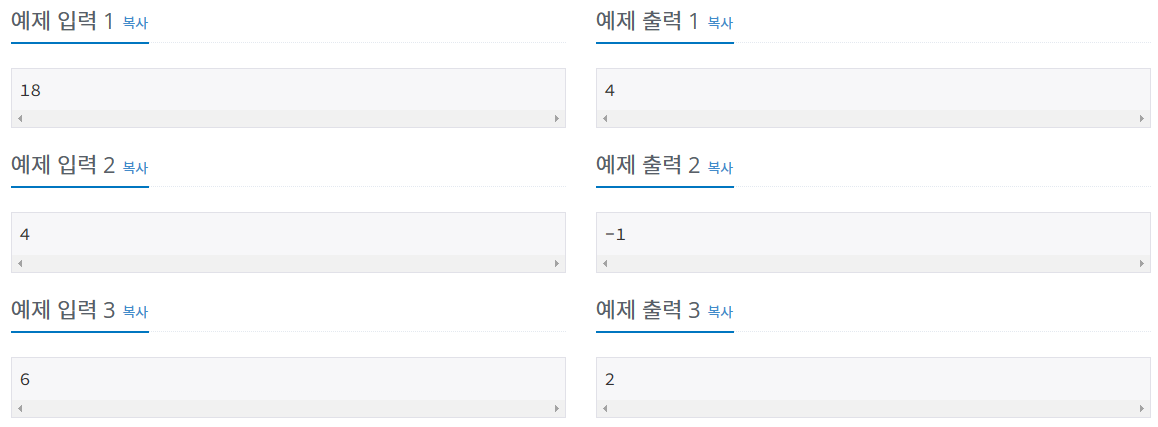 예제 입력 1 복사
예제 출력 1 복사
18
4
예제 입력 2 복사
예제 출력 2 복사
4
-1
예제 입력 3 복사
예제 출력 3 복사
6
2